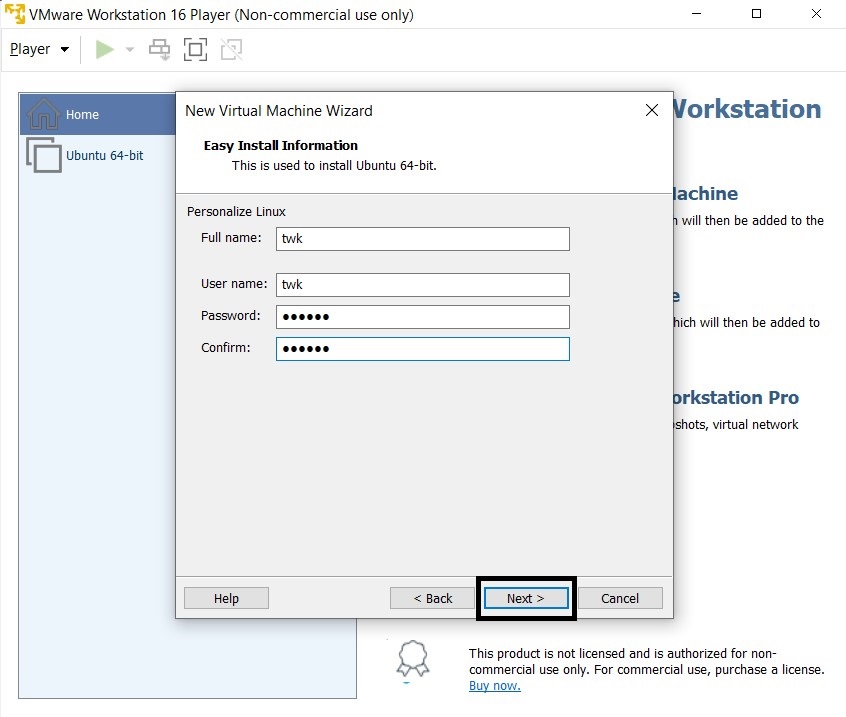 VMware Workstation 16 Player (Non-commercial use only)
Player
Home
Ubuntu 64-bit
New Virtual Machine Wizard
Easy Install Information
This is used to install Ubuntu 64-bit.
Personalize Linux
Full name: twk
User name: twk
Password: ●●●●●●
Confirm: ●●●●●●
Help
< Back
Next >
Cancel
Workstation
Machine
will then be added to the
hich will then be added to
orkstation Pro
shots, virtual network
This product is not licensed and is authorized for non-
commercial use only. For commercial use, purchase a license.
Buy now.